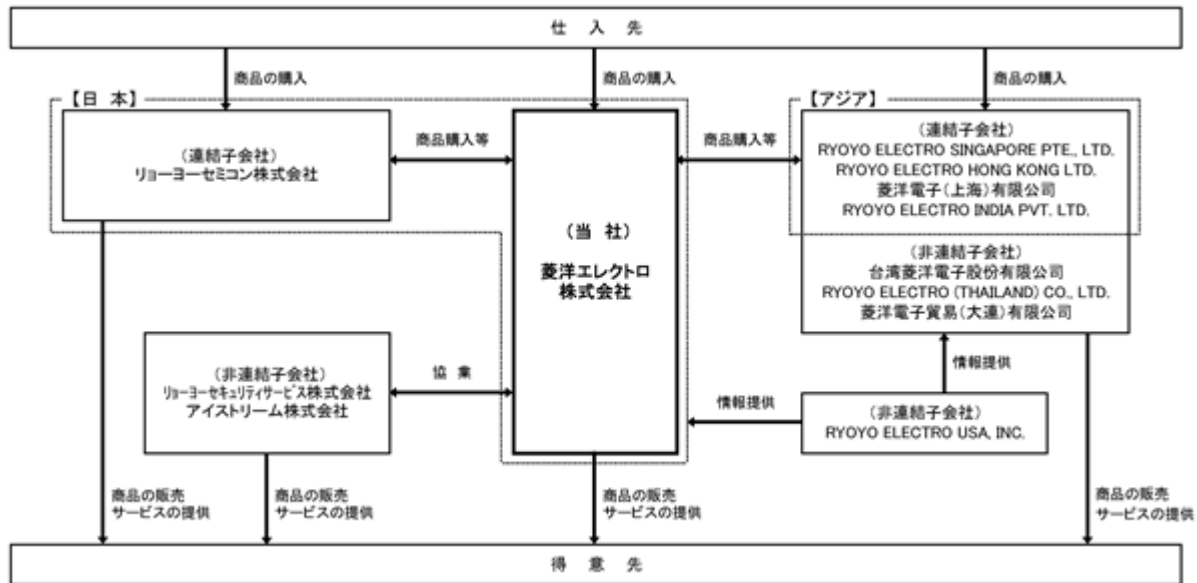 仕 入 先
商品の購入
商品の購入
商品の購入
【日 本】
【アジア】
(連結子会社)
リョーヨーセミコン株式会社
商品購入等
(当 社)
菱洋エレクトロ
株式会社
商品購入等
(連結子会社)
RYOYO ELECTRO SINGAPORE PTE., LTD.
RYOYO ELECTRO HONG KONG LTD.
菱洋電子(上海)有限公司
RYOYO ELECTRO INDIA PVT. LTD.
(非連結子会社)
台湾菱洋電子股份有限公司
RYOYO ELECTRO (THAILAND) CO., LTD.
菱洋電子貿易(大連)有限公司
(非連結子会社)
リョーヨーセキュリティサービス株式会社
アイストリーム株式会社
協 業
情報提供
情報提供
(非連結子会社)
RYOYO ELECTRO USA, INC.
商品の販売
サービスの提供
商品の販売
サービスの提供
商品の販売
サービスの提供
商品の販売
サービスの提供
得 意 先